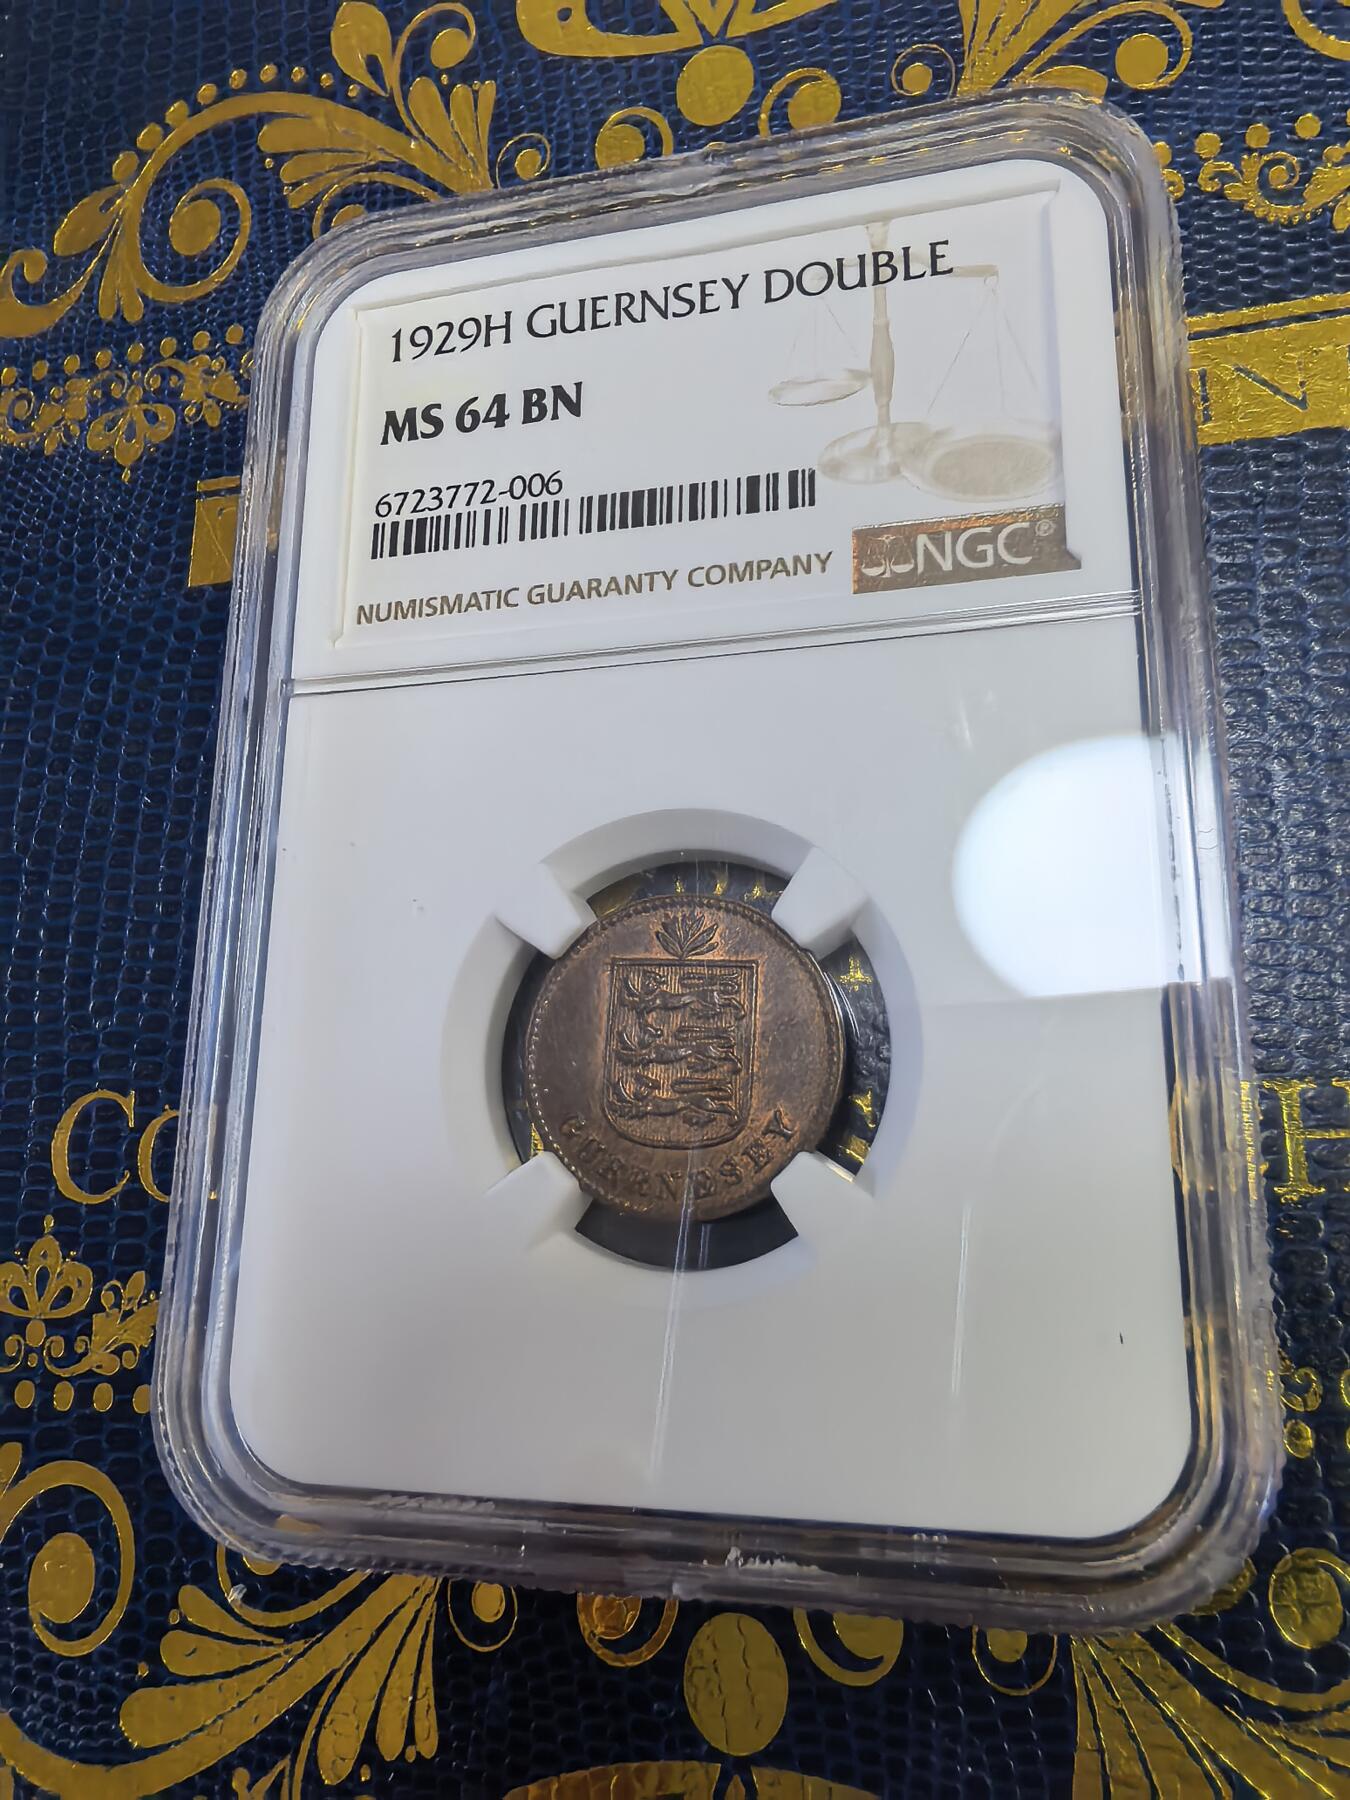 1929H GUERNSEY DOUBLE
MS 64 BN
6723772-006
NUMISMATIC GUARANTY COMPANY
NGC®
GUERNESEY